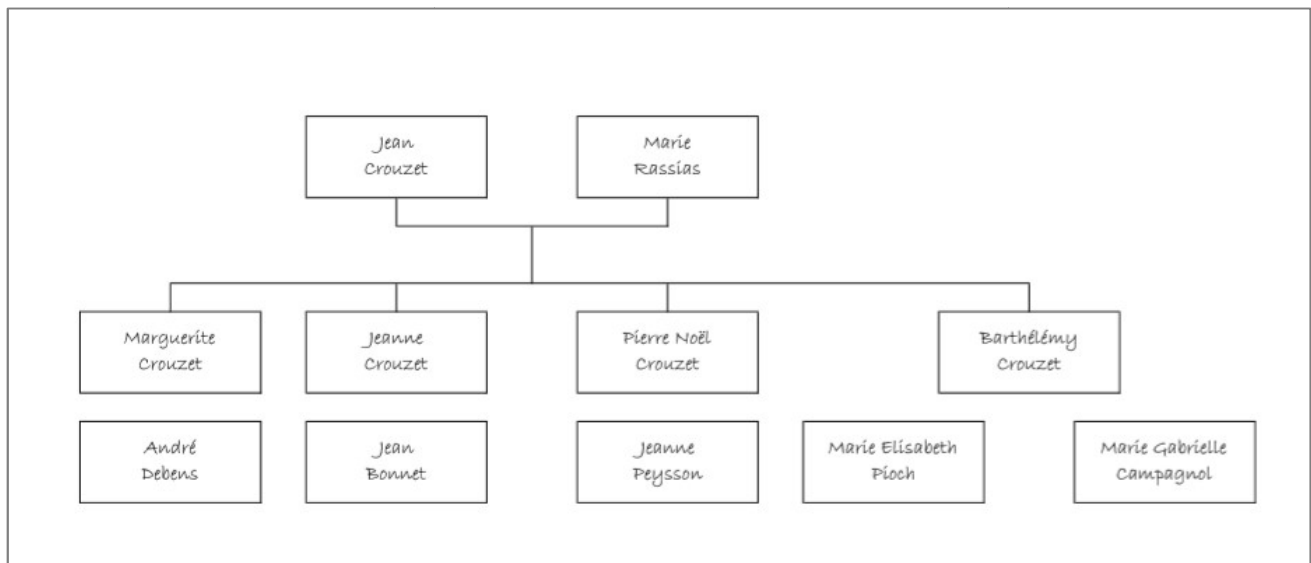 Jean
Crouzet
Marie
Rassias
Marguerite
Crouzet
Jeanne
Crouzet
Pierre Noël
Crouzet
Barthélémy
Crouzet
André
Debens
Jean
Bonnet
Jeanne
Peysson
Marie Elisabeth
Pioch
Marie Gabrielle
Campagnol